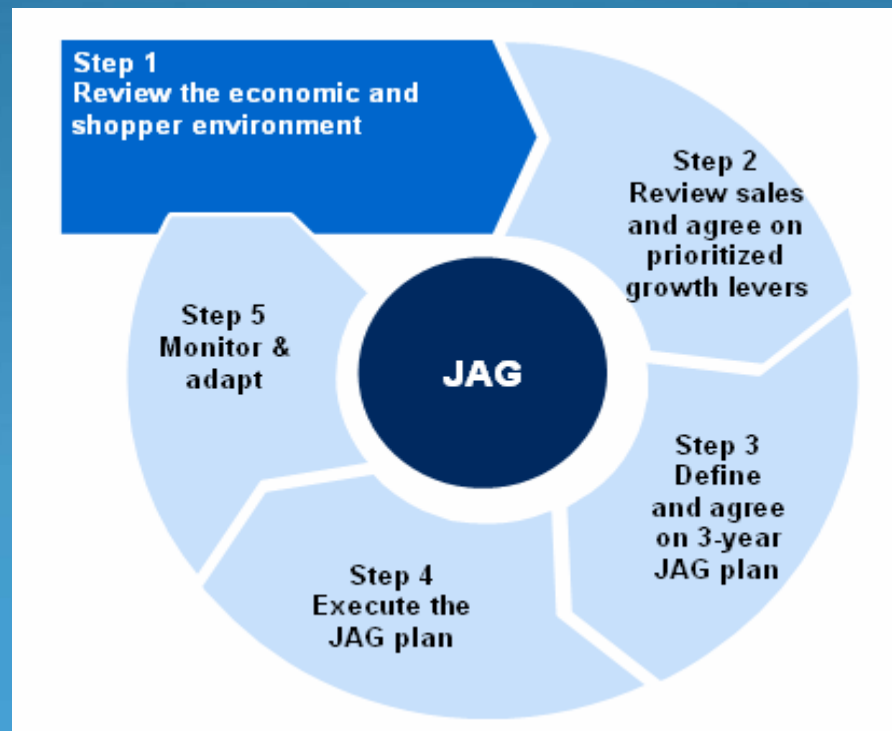 Step 1
Review the economic and
shopper environment
Step 2
Review sales
and agree on
prioritized
growth levers
Step 3
Define
and agree
on 3-year
JAG plan
Step 4
Execute the
JAG plan
Step 5
Monitor &
adapt
JAG